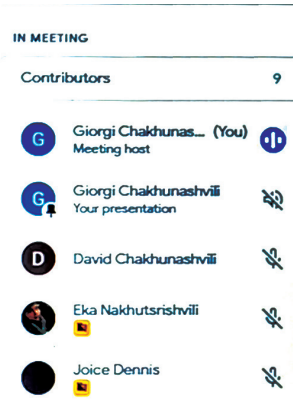 IN MEETING
Contributors 9
G Giorgi Chakhunas... (You)
Meeting host
G Giorgi Chakhunashvili
Your presentation
D David Chakhunashvili
Eka Nakhutsrishvili
Joice Dennis